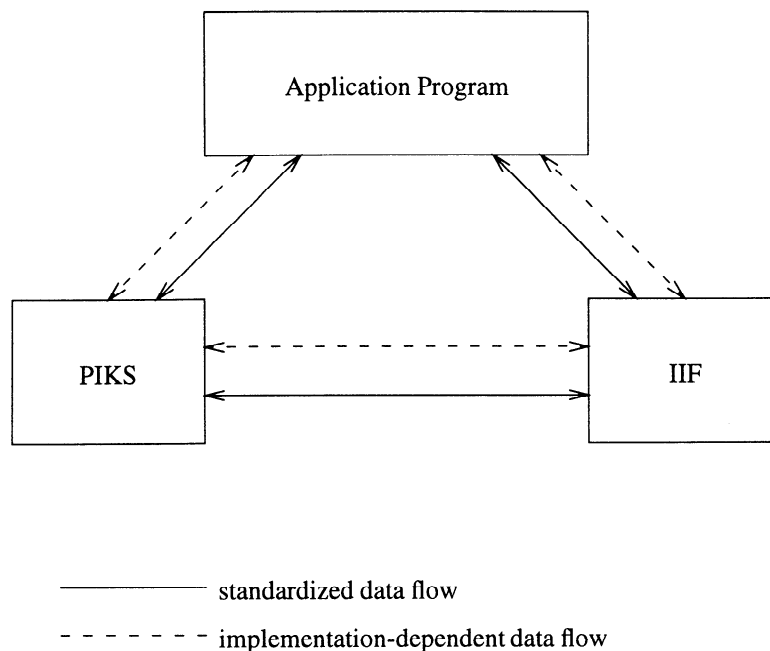 Application Program
PIKS
IIF
standardized data flow
implementation-dependent data flow